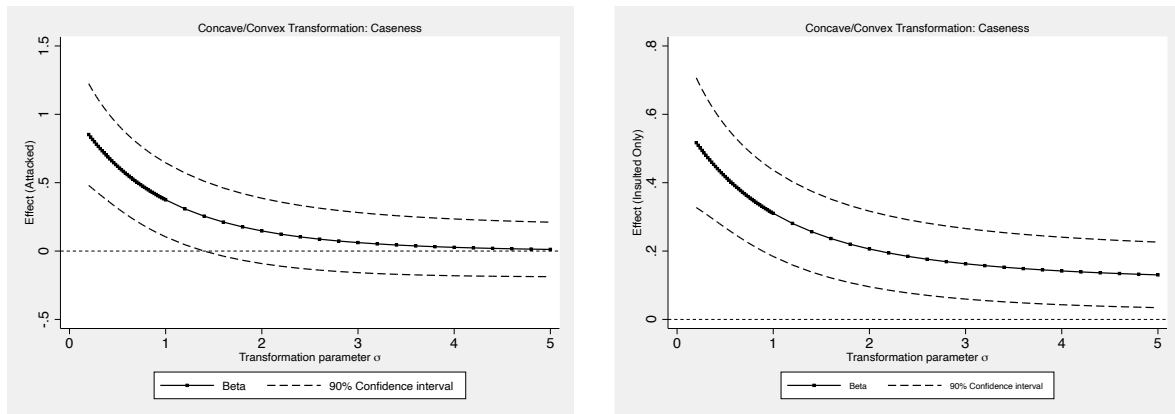 Concave/Convex Transformation: Caseness
Effect (Attacked)
1.5
1
.5
0
-.5
0 1 2 3 4 5
Transformation parameter σ
Beta 90% Confidence interval
Concave/Convex Transformation: Caseness
Effect (Insulted Only)
.8
.6
.4
.2
0
0 1 2 3 4 5
Transformation parameter σ
Beta 90% Confidence interval